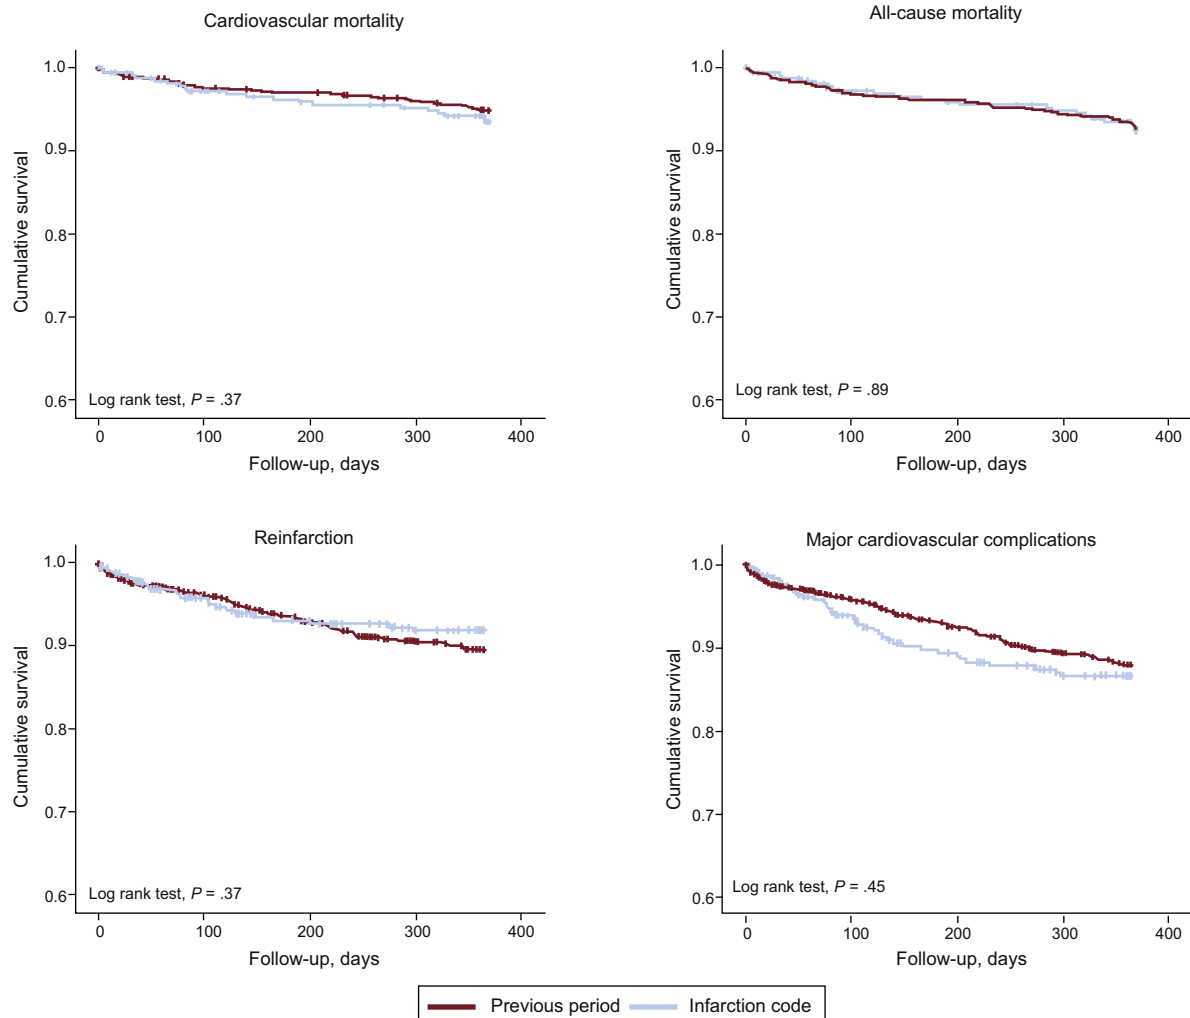 Cardiovascular mortality
Cumulative survival
1.0
0.9
0.8
0.7
0.6
Log rank test, P = .37
0 100 200 300 400
Follow-up, days
All-cause mortality
Cumulative survival
1.0
0.9
0.8
0.7
0.6
Log rank test, P = .89
0 100 200 300 400
Follow-up, days
Reinfarction
Cumulative survival
1.0
0.9
0.8
0.7
0.6
Log rank test, P = .37
0 100 200 300 400
Follow-up, days
Major cardiovascular complications
Cumulative survival
1.0
0.9
0.8
0.7
0.6
Log rank test, P = .45
0 100 200 300 400
Follow-up, days
Previous period Infarction code